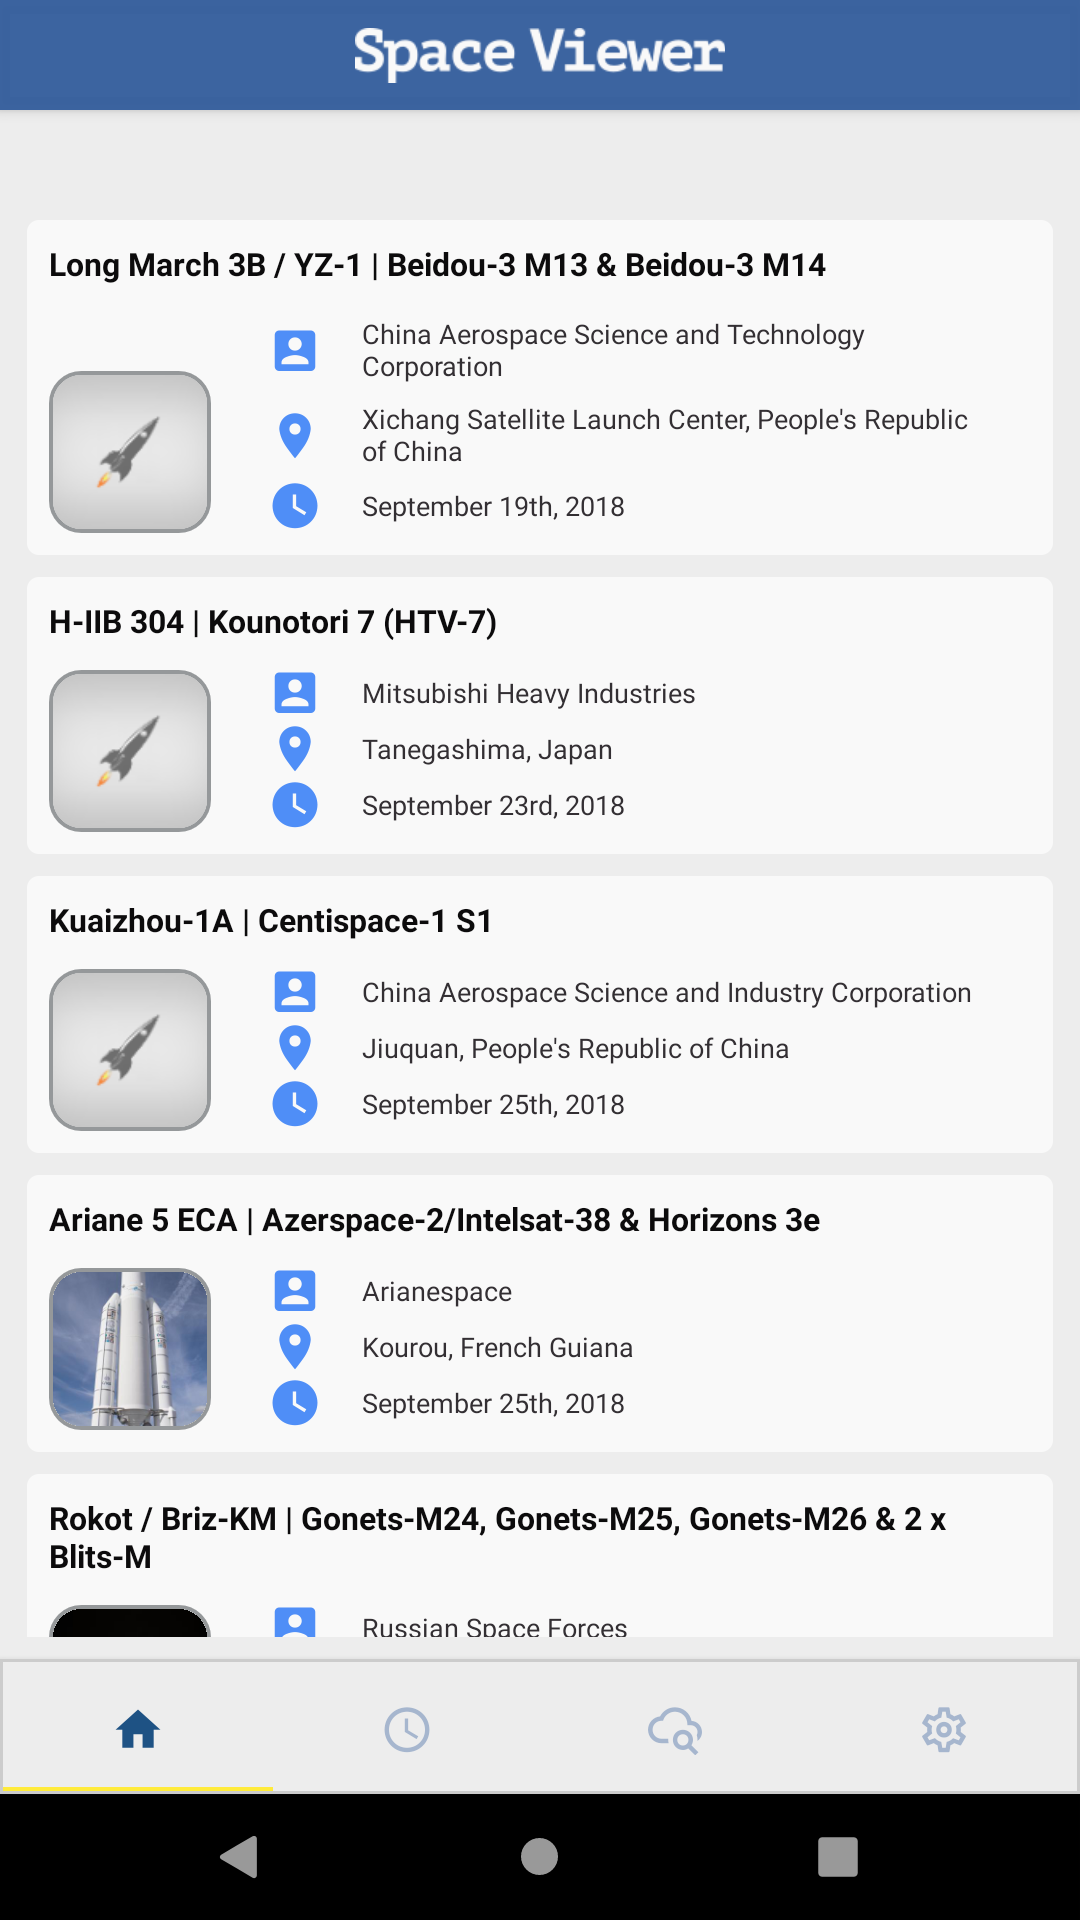 Space Viewer
Long March 3B / YZ-1 | Beidou-3 M13 & Beidou-3 M14
China Aerospace Science and Technology
Corporation
Xichang Satellite Launch Center, People's Republic
of China
September 19th, 2018
H-IIB 304 | Kounotori 7 (HTV-7)
Mitsubishi Heavy Industries
Tanegashima, Japan
September 23rd, 2018
Kuaizhou-1A | Centispace-1 S1
China Aerospace Science and Industry Corporation
Jiuquan, People's Republic of China
September 25th, 2018
Ariane 5 ECA | Azerspace-2/Intelsat-38 & Horizons 3e
Arianespace
Kourou, French Guiana
September 25th, 2018
Rokot / Briz-KM | Gonets-M24, Gonets-M25, Gonets-M26 & 2 x
Blits-M
Russian Space Forces